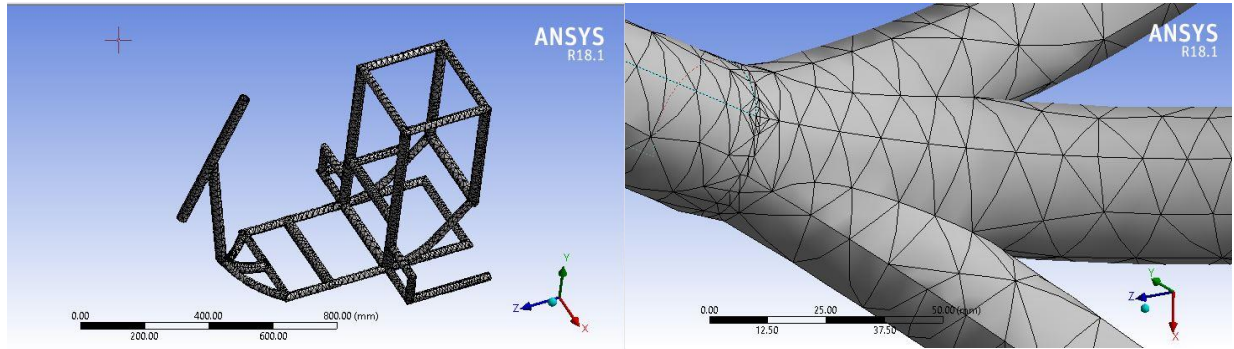 ANSYS
R18.1
Y
Z
X
0.00 400.00 800.00 (mm)
200.00 600.00
ANSYS
R18.1
Y
Z
X
0.00 25.00 50.00 (mm)
12.50 37.50